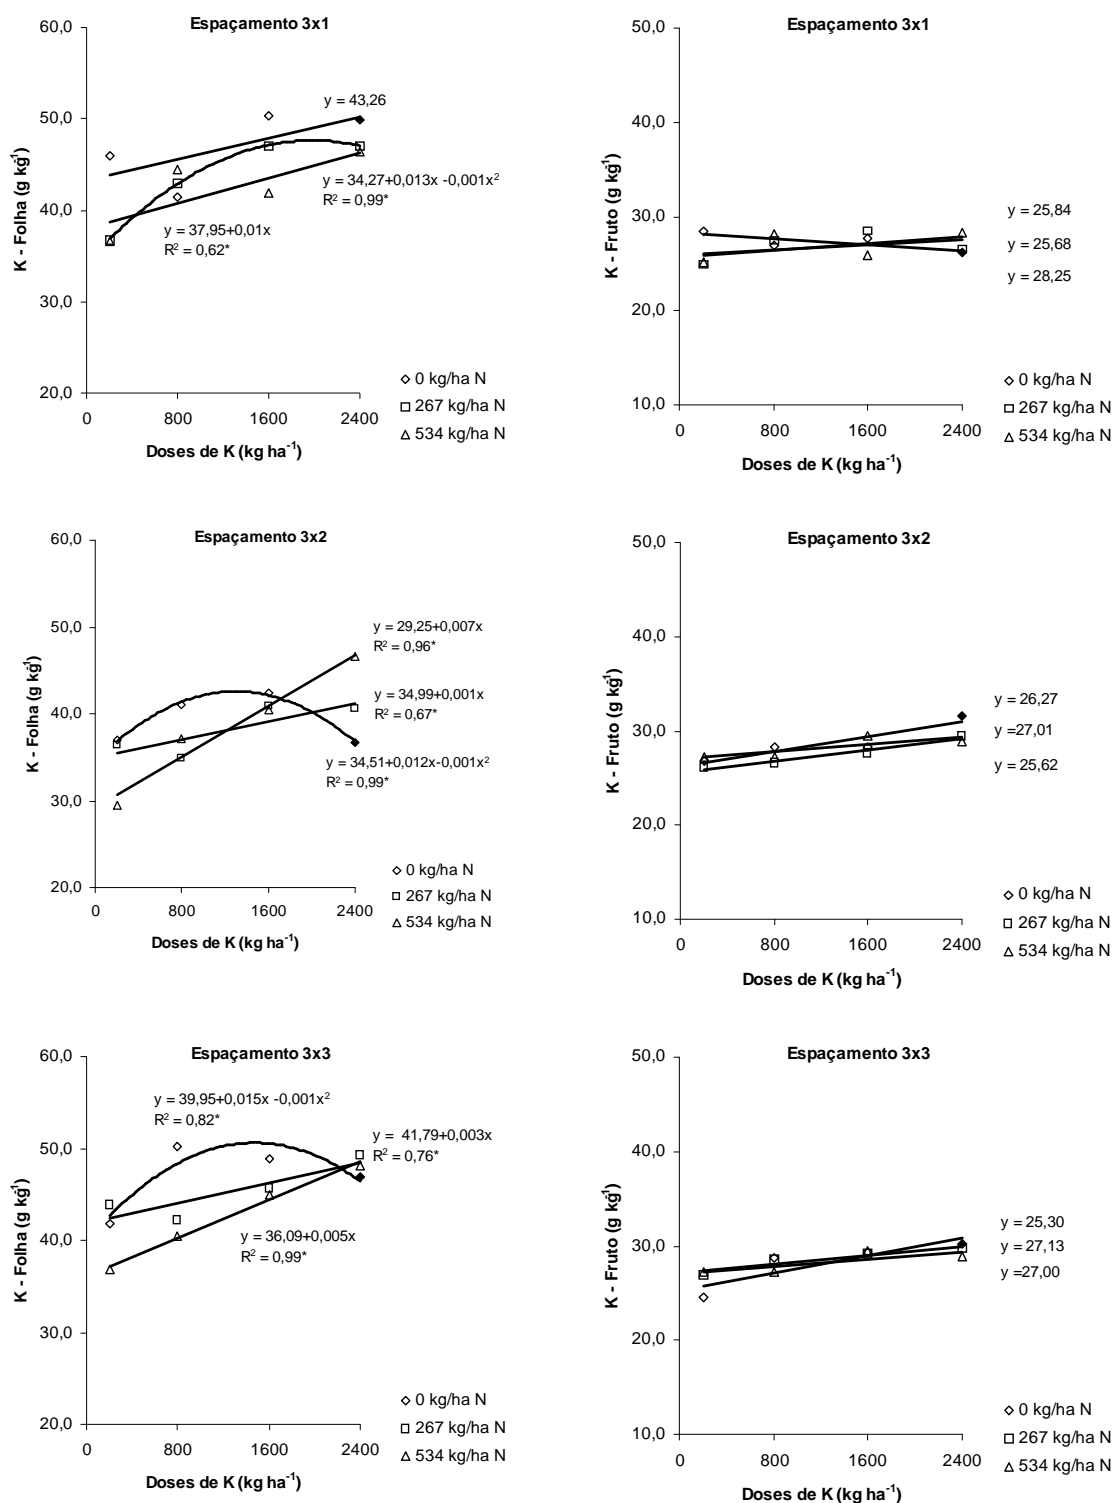 Espaçamento 3x1
60,0
50,0
40,0
30,0
20,0
K - Folha (g kg-1)
y = 43,26
y = 34,27+0,013x -0,001x²
R² = 0,99*
y = 37,95+0,01x
R² = 0,62*
0 kg/ha N
267 kg/ha N
534 kg/ha N
0 800 1600 2400
Doses de K (kg ha⁻¹)
Espaçamento 3x1
50,0
40,0
30,0
20,0
10,0
K - Fruto (g kg-1)
y = 25,84
y = 25,68
y = 28,25
0 kg/ha N
267 kg/ha N
534 kg/ha N
0 800 1600 2400
Doses de K (kg ha⁻¹)
Espaçamento 3x2
60,0
50,0
40,0
30,0
20,0
K - Folha (g kg-1)
y = 29,25+0,007x
R² = 0,96*
y = 34,99+0,001x
R² = 0,67*
y = 34,51+0,012x-0,001x²
R² = 0,99*
0 kg/ha N
267 kg/ha N
534 kg/ha N
0 800 1600 2400
Doses de K (kg ha⁻¹)
Espaçamento 3x2
50,0
40,0
30,0
20,0
10,0
K - Fruto (g kg-1)
y = 26,27
y =27,01
y = 25,62
0 kg/ha N
267 kg/ha N
534 kg/ha N
0 800 1600 2400
Doses de K (kg ha⁻¹)
Espaçamento 3x3
60,0
50,0
40,0
30,0
20,0
K - Folha (g kg-1)
y = 39,95+0,015x -0,001x²
R² = 0,82*
y = 41,79+0,003x
R² = 0,76*
y = 36,09+0,005x
R² = 0,99*
0 kg/ha N
267 kg/ha N
534 kg/ha N
0 800 1600 2400
Doses de K (kg ha⁻¹)
Espaçamento 3x3
50,0
40,0
30,0
20,0
10,0
K - Fruto (g kg-1)
y = 25,30
y = 27,13
y =27,00
0 kg/ha N
267 kg/ha N
534 kg/ha N
0 800 1600 2400
Doses de K (kg ha⁻¹)